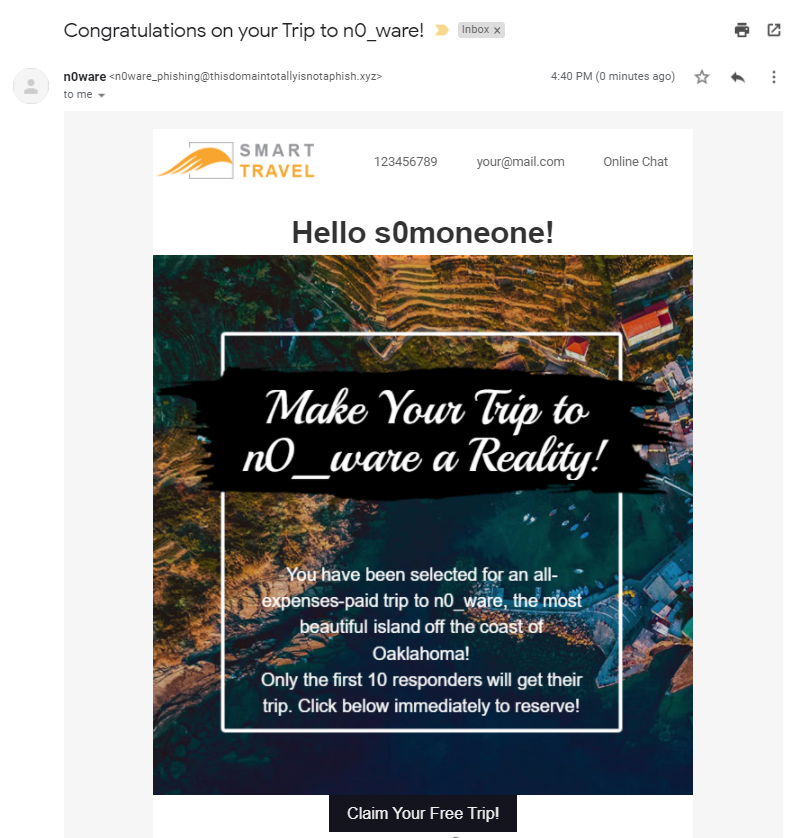 Congratulations on your Trip to n0_ware!
Inbox x
n0ware <n0ware_phishing@thisdomaintotallyisnotaphish.xyz>
4:40 PM (0 minutes ago)
to me
SMART
TRAVEL
123456789
your@mail.com
Online Chat
Hello s0moneone!
Make Your Trip to
n0_ware a Reality!
You have been selected for an all-
expenses-paid trip to n0_ware, the most
beautiful island off the coast of
Oaklahoma!
Only the first 10 responders will get their
trip. Click below immediately to reserve!
Claim Your Free Trip!